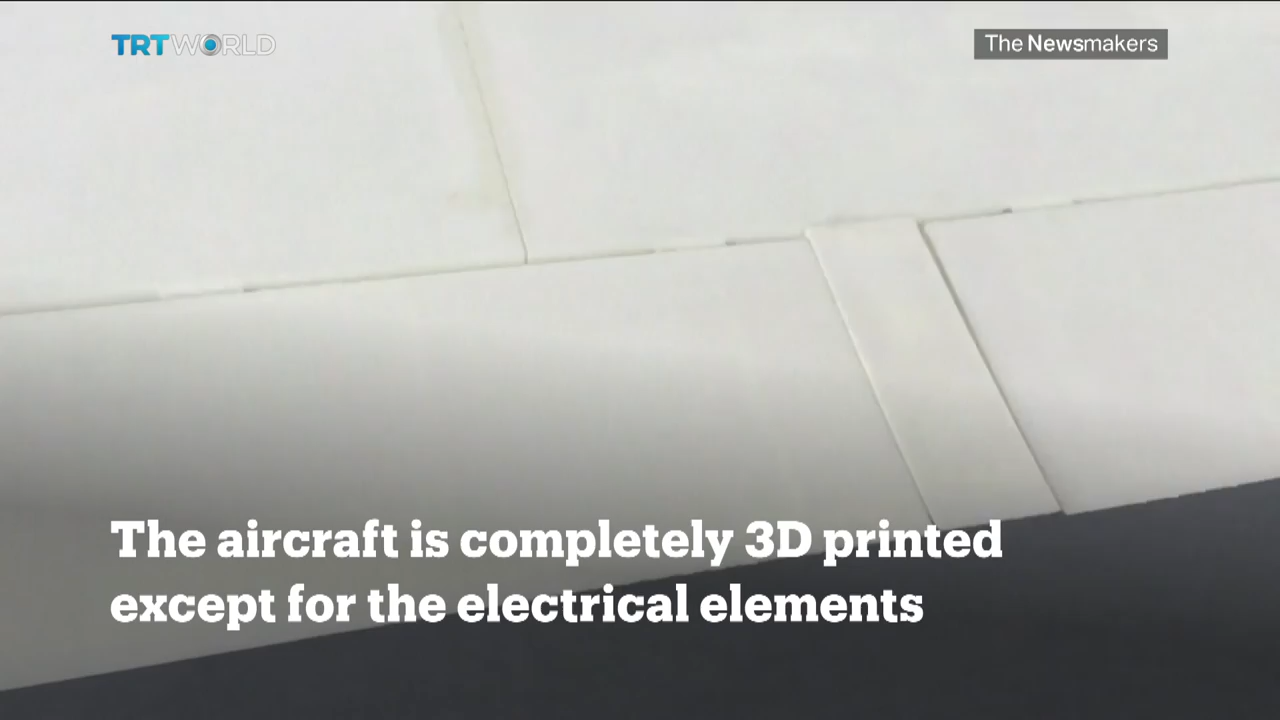 TRT WORLD
The Newsmakers
The aircraft is completely 3D printed
except for the electrical elements